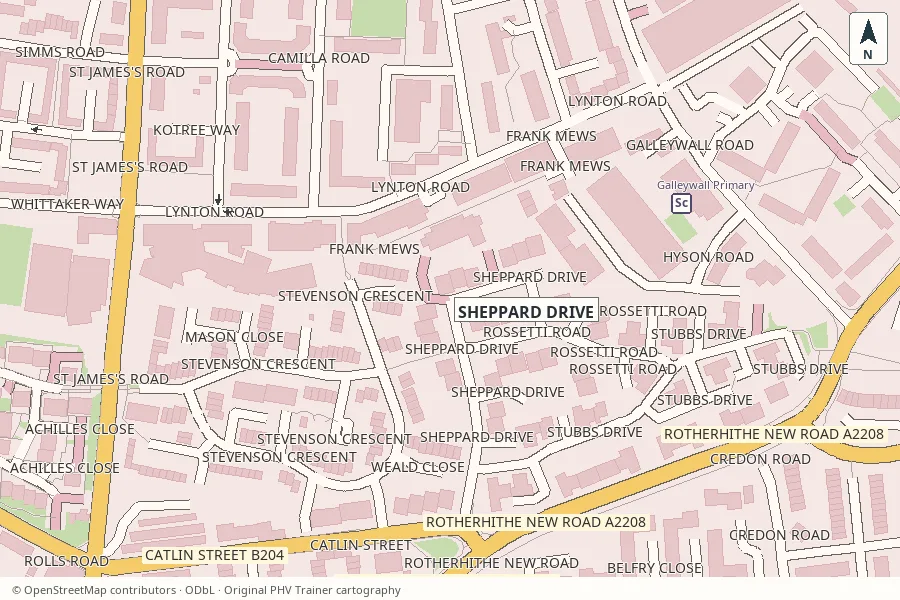 SIMMS ROAD
CAMILLA ROAD
ST JAMES'S ROAD
N
LYNTON ROAD
KOTREE WAY
FRANK MEWS
GALLEYWALL ROAD
ST JAMES'S ROAD
FRANK MEWS
Galleywall Primary
LYNTON ROAD
Sc
WHITTAKER WAY
LYNTON ROAD
FRANK MEWS
HYSON ROAD
SHEPPARD DRIVE
STEVENSON CRESCENT
SHEPPARD DRIVE
ROSSETTI ROAD
ROSSETTI ROAD
STUBBS DRIVE
MASON CLOSE
SHEPPARD DRIVE
ROSSETTI ROAD
STEVENSON CRESCENT
ROSSETTI ROAD
STUBBS DRIVE
ST JAMES'S ROAD
SHEPPARD DRIVE
STUBBS DRIVE
ACHILLES CLOSE
STUBBS DRIVE
ROTHERHITHE NEW ROAD A2208
STEVENSON CRESCENT
SHEPPARD DRIVE
STEVENSON CRESCENT
CREDON ROAD
ACHILLES CLOSE
WEALD CLOSE
ROTHERHITHE NEW ROAD A2208
CREDON ROAD
CATLIN STREET
CATLIN STREET B204
ROLLS ROAD
ROTHERHITHE NEW ROAD
BELFRY CLOSE
© OpenStreetMap contributors · ODbL · Original PHV Trainer cartography